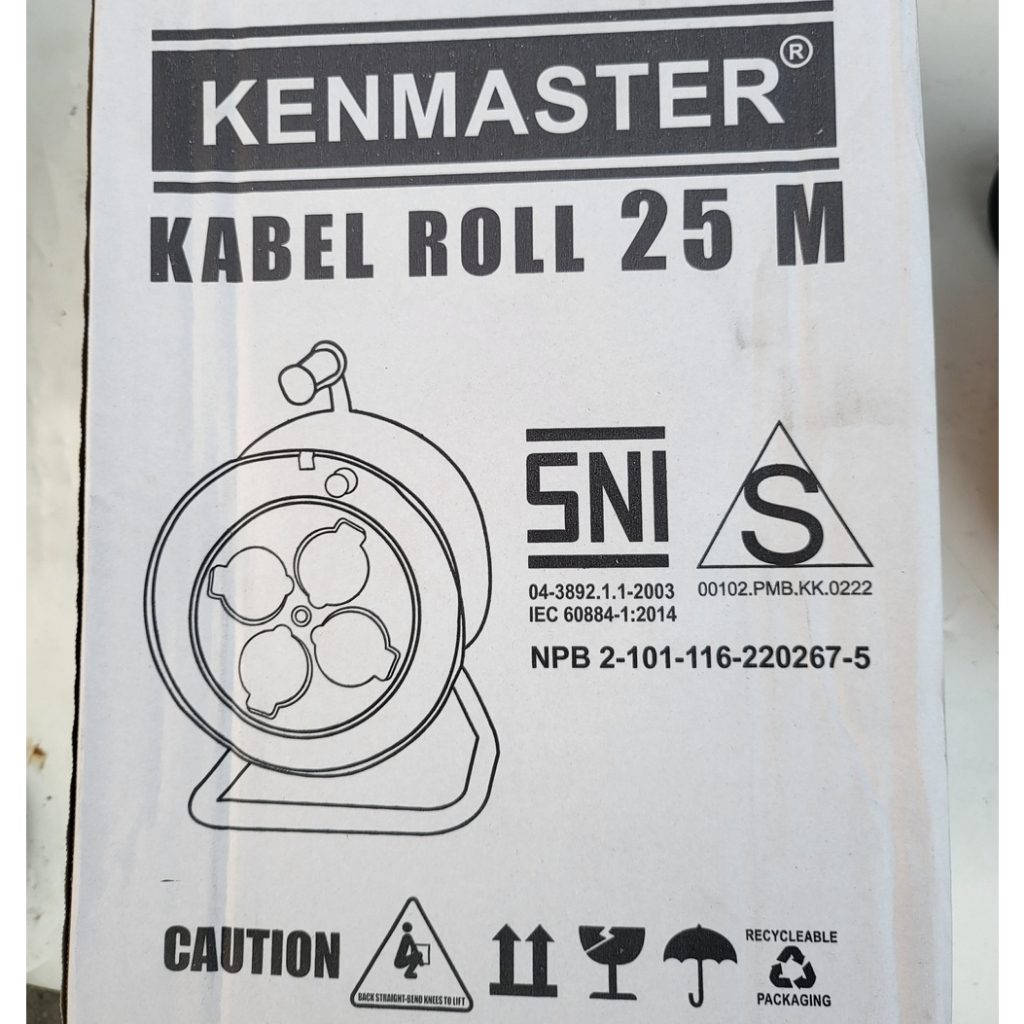 KENMASTER®
KABEL ROLL 25 M
SNI
S
04-3892.1.1-2003
IEC 60884-1:2014
00102.PMB.KK.0222
NPB 2-101-116-220267-5
CAUTION
BACK STRAIGHT-BEND KNEES TO LIFT
RECYCLEABLE
PACKAGING